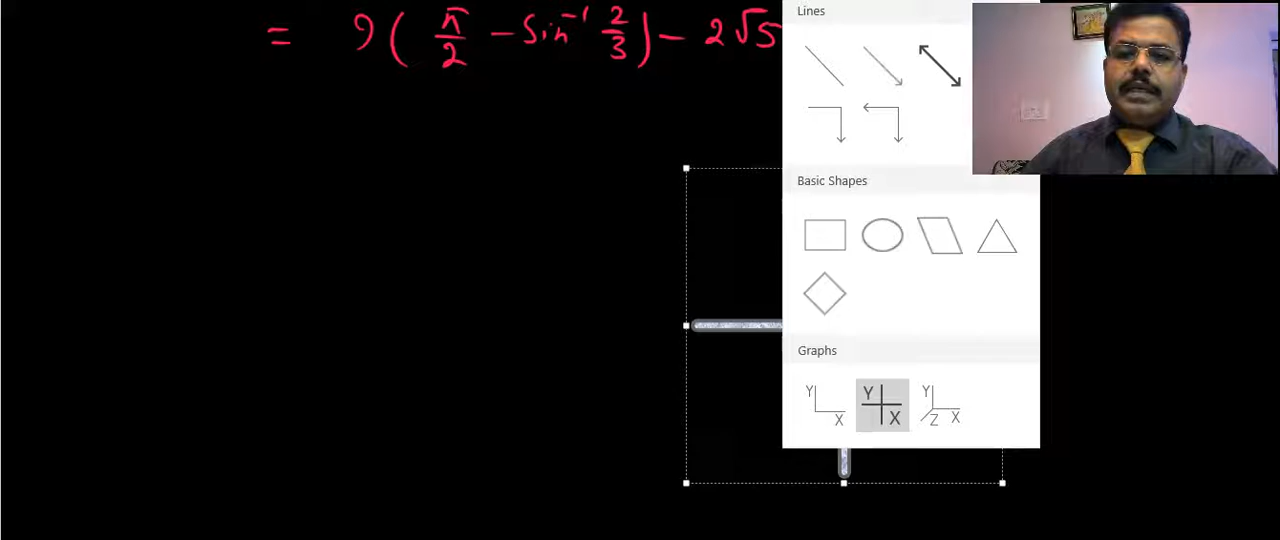 = 9 ( π/2 − Sin⁻¹ 2/3 ) − 2√5
Lines
Basic Shapes
Graphs
Y X
Y X
Y Z X